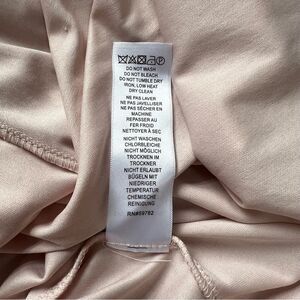 DO NOT WASH
DO NOT BLEACH
DO NOT TUMBLE DRY
IRON, LOW HEAT
DRY CLEAN
NE PAS LAVER
NE PAS JAVELLISER
NE PAS SÉCHER EN
MACHINE
REPASSER AU
FER FROID
NETTOYER À SEC
NICHT WASCHEN
CHLORBLEICHE
NICHT MÖGLICH
TROCKNEN IM
TROCKNER
NICHT ERLAUBT
BÜGELN MIT
NIEDRIGER
TEMPERATUR
CHEMISCHE
REINIGUNG
RN#69782